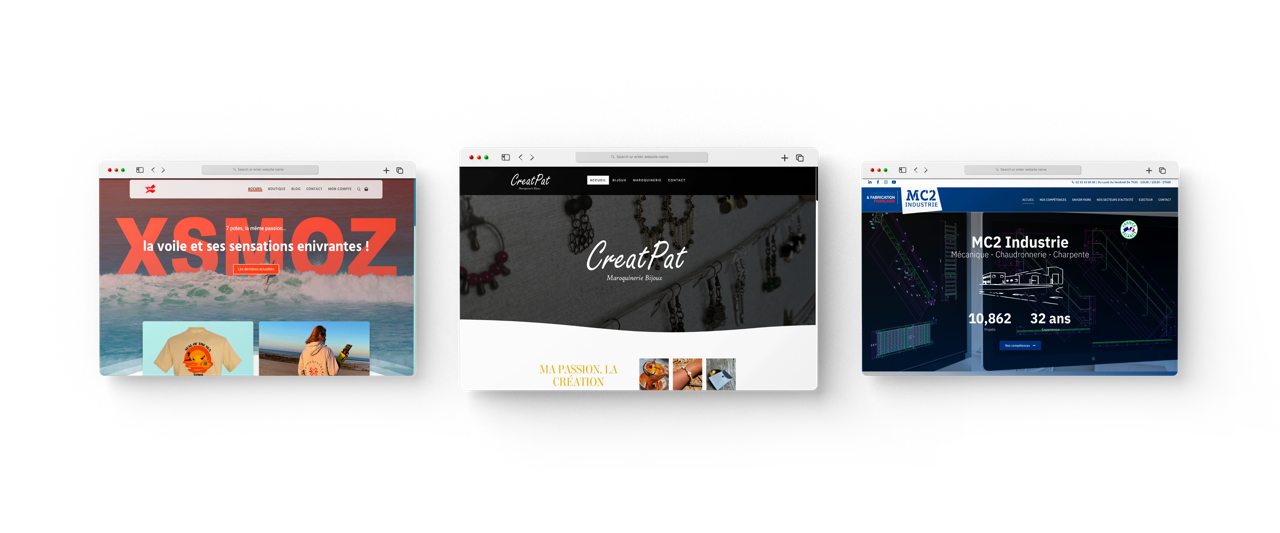 Search or enter website name
ACCUEIL BOUTIQUE BLOG CONTACT MON COMPTE
XSMOZ
7 potes, la même passion...
la voile et ses sensations enivrantes !
Les dernières actualités
Search or enter website name
CreatPat
Maroquinerie Bijoux
ACCUEIL BIJOUX MAROQUINERIE CONTACT
CreatPat
Maroquinerie Bijoux
MA PASSION, LA
CRÉATION
Search or enter website name
MC2
INDUSTRIE
ACCUEIL NOS COMPÉTENCES SAVOIR-FAIRE NOS SECTEURS D'ACTIVITÉ E-VECTEUR CONTACT
MC2 Industrie
Mécanique - Chaudronnerie - Charpente
10,862 32 ans
Projets
Nos compétences